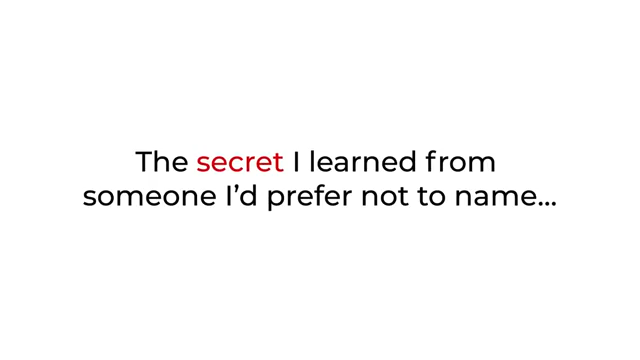 The secret I learned from
someone I’d prefer not to name...